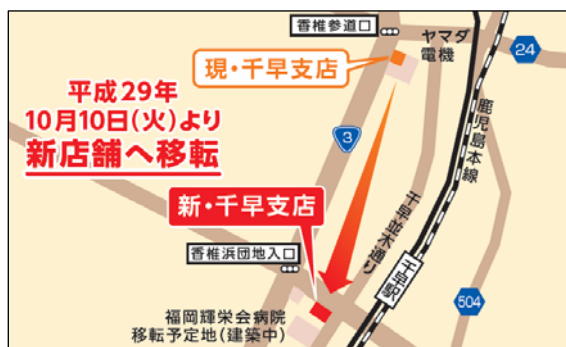 香椎参道口
ヤマダ
電機
24
現・千早支店
平成29年
10月10日(火)より
新店舗へ移転
3
鹿児島本線
新・千早支店
千早並木通り
香椎浜団地入口
千早駅
504
福岡輝栄会病院
移転予定地(建築中)